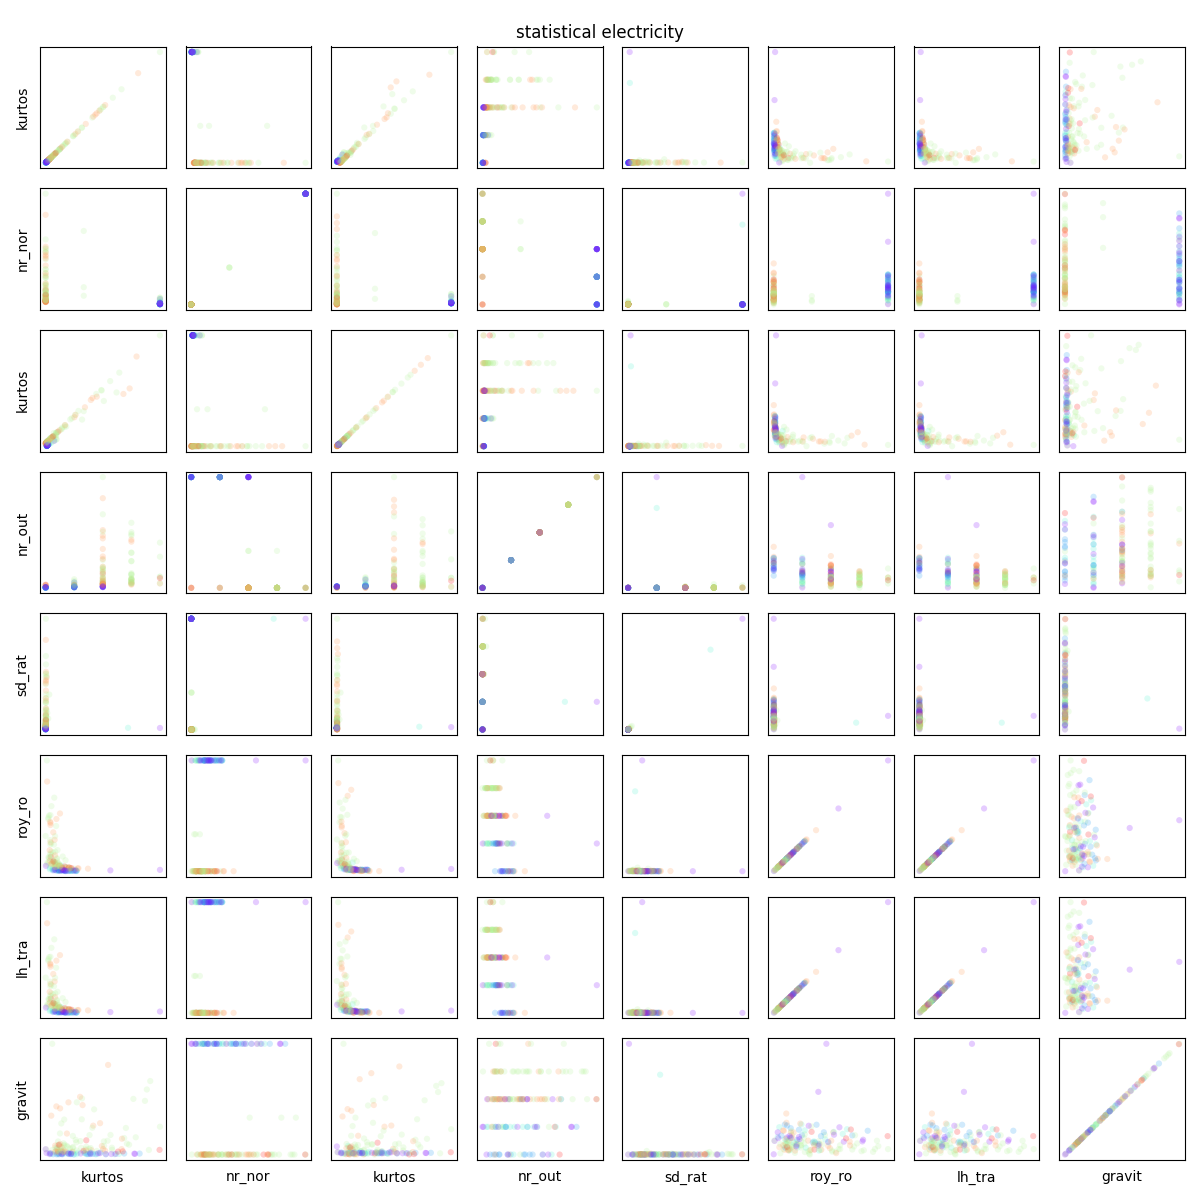 statistical electricity
kurtos
nr_nor
kurtos
nr_out
sd_rat
roy_ro
lh_tra
gravit
kurtos
nr_nor
kurtos
nr_out
sd_rat
roy_ro
lh_tra
gravit